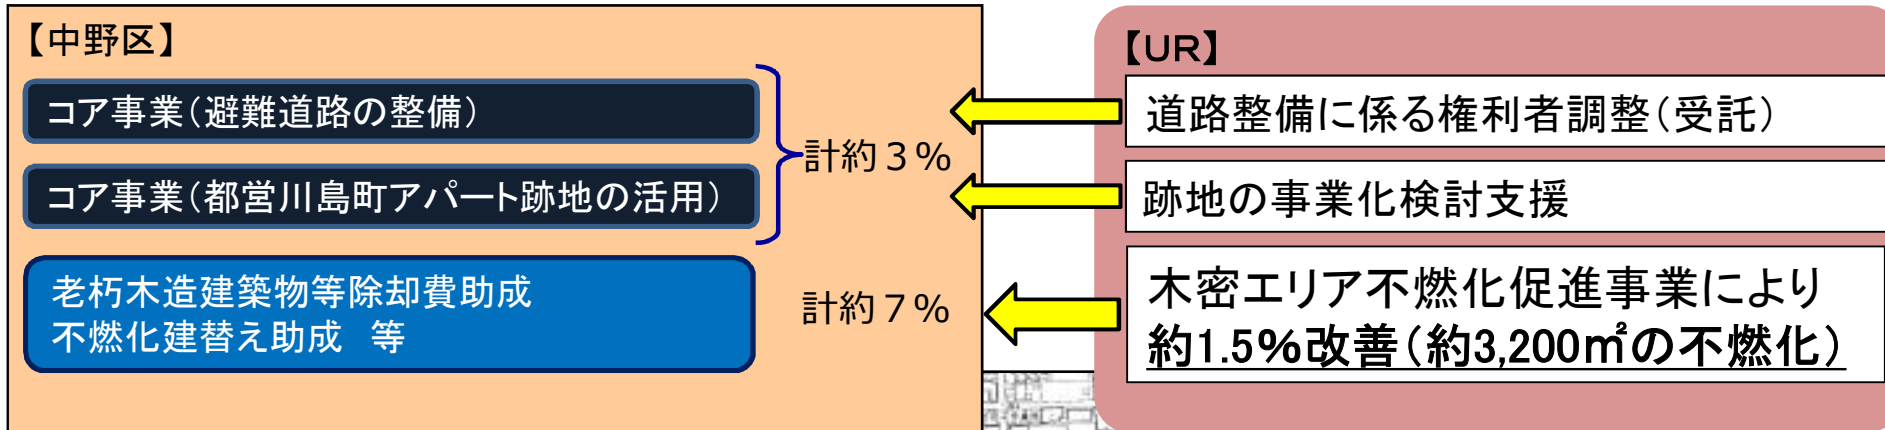 【中野区】
コア事業(避難道路の整備)
コア事業(都営川島町アパート跡地の活用)
計約３%
老朽木造建築物等除却費助成
不燃化建替え助成　等
計約７%
【UR】
道路整備に係る権利者調整(受託)
跡地の事業化検討支援
木密エリア不燃化促進事業により
約1.5%改善(約3,200㎡の不燃化)